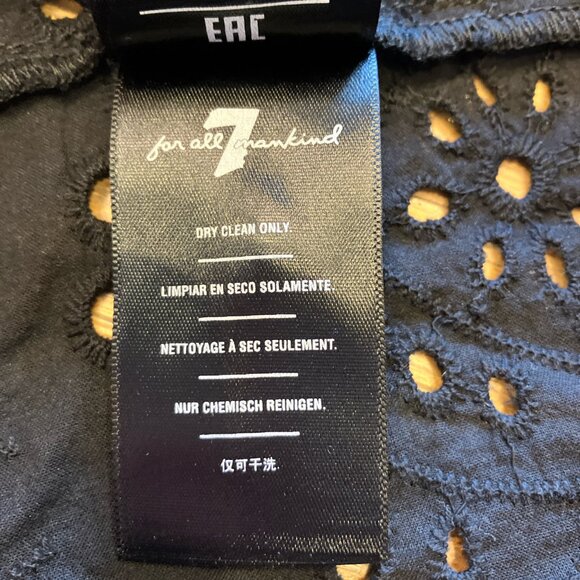 EAC
7
for all mankind
DRY CLEAN ONLY.
LIMPIAR EN SECO SOLAMENTE.
NETTOYAGE À SEC SEULEMENT.
NUR CHEMISCH REINIGEN.
仅可干洗